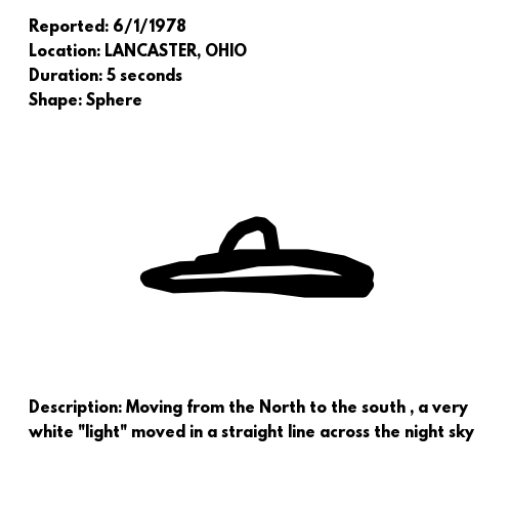 Reported: 6/1/1978
Location: LANCASTER, OHIO
Duration: 5 seconds
Shape: Sphere
Description: Moving from the North to the south , a very
white "light" moved in a straight line across the night sky